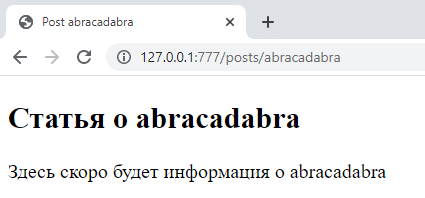 Post abracadabra
127.0.0.1:777/posts/abracadabra
Статья о abracadabra
Здесь скоро будет информация о abracadabra